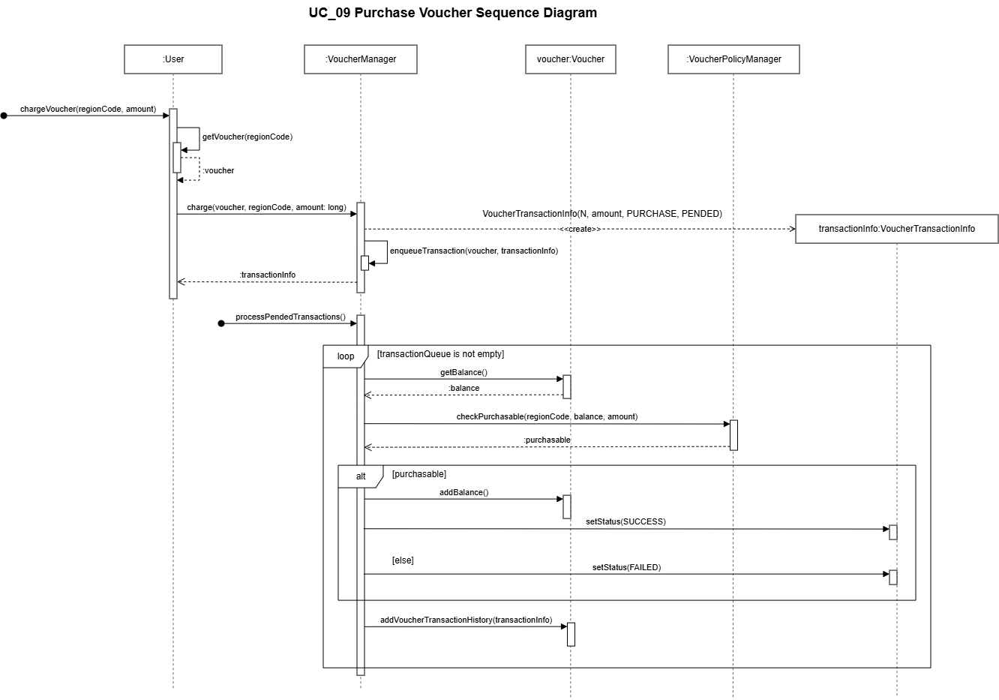 UC_09 Purchase Voucher Sequence Diagram
:User
:VoucherManager
voucher:Voucher
:VoucherPolicyManager
chargeVoucher(regionCode, amount)
getVoucher(regionCode)
:voucher
charge(voucher, regionCode, amount: long)
VoucherTransactionInfo(N, amount, PURCHASE, PENDED)
<<create>>
transactionInfo:VoucherTransactionInfo
enqueueTransaction(voucher, transactionInfo)
:transactionInfo
processPendedTransactions()
loop
[transactionQueue is not empty]
getBalance()
:balance
checkPurchasable(regionCode, balance, amount)
:purchasable
alt
[purchasable]
addBalance()
setStatus(SUCCESS)
[else]
setStatus(FAILED)
addVoucherTransactionHistory(transactionInfo)